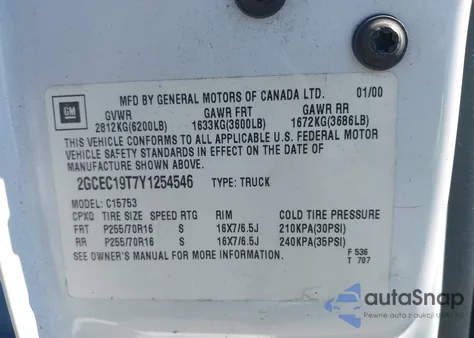 MFD BY GENERAL MOTORS OF CANADA LTD. 01/00
GM GVWR GAWR FRT GAWR RR
2812KG(6200LB) 1633KG(3600LB) 1672KG(3686LB)
THIS VEHICLE CONFORMS TO ALL APPLICABLE U.S. FEDERAL MOTOR
VEHICLE SAFETY STANDARDS IN EFFECT ON THE DATE OF
MANUFACTURE SHOWN ABOVE.
2GCEC19T7Y1254546 TYPE: TRUCK
MODEL: C15753
CPXQ TIRE SIZE SPEED RTG RIM COLD TIRE PRESSURE
FRT P255/70R16 S 16X7/6.5J 210KPA(30PSI)
RR P255/70R16 S 16X7/6.5J 240KPA(35PSI)
SEE OWNER'S MANUAL FOR MORE INFORMATION.
F 536
T 707
autoSnap
Aukcje aut z USA